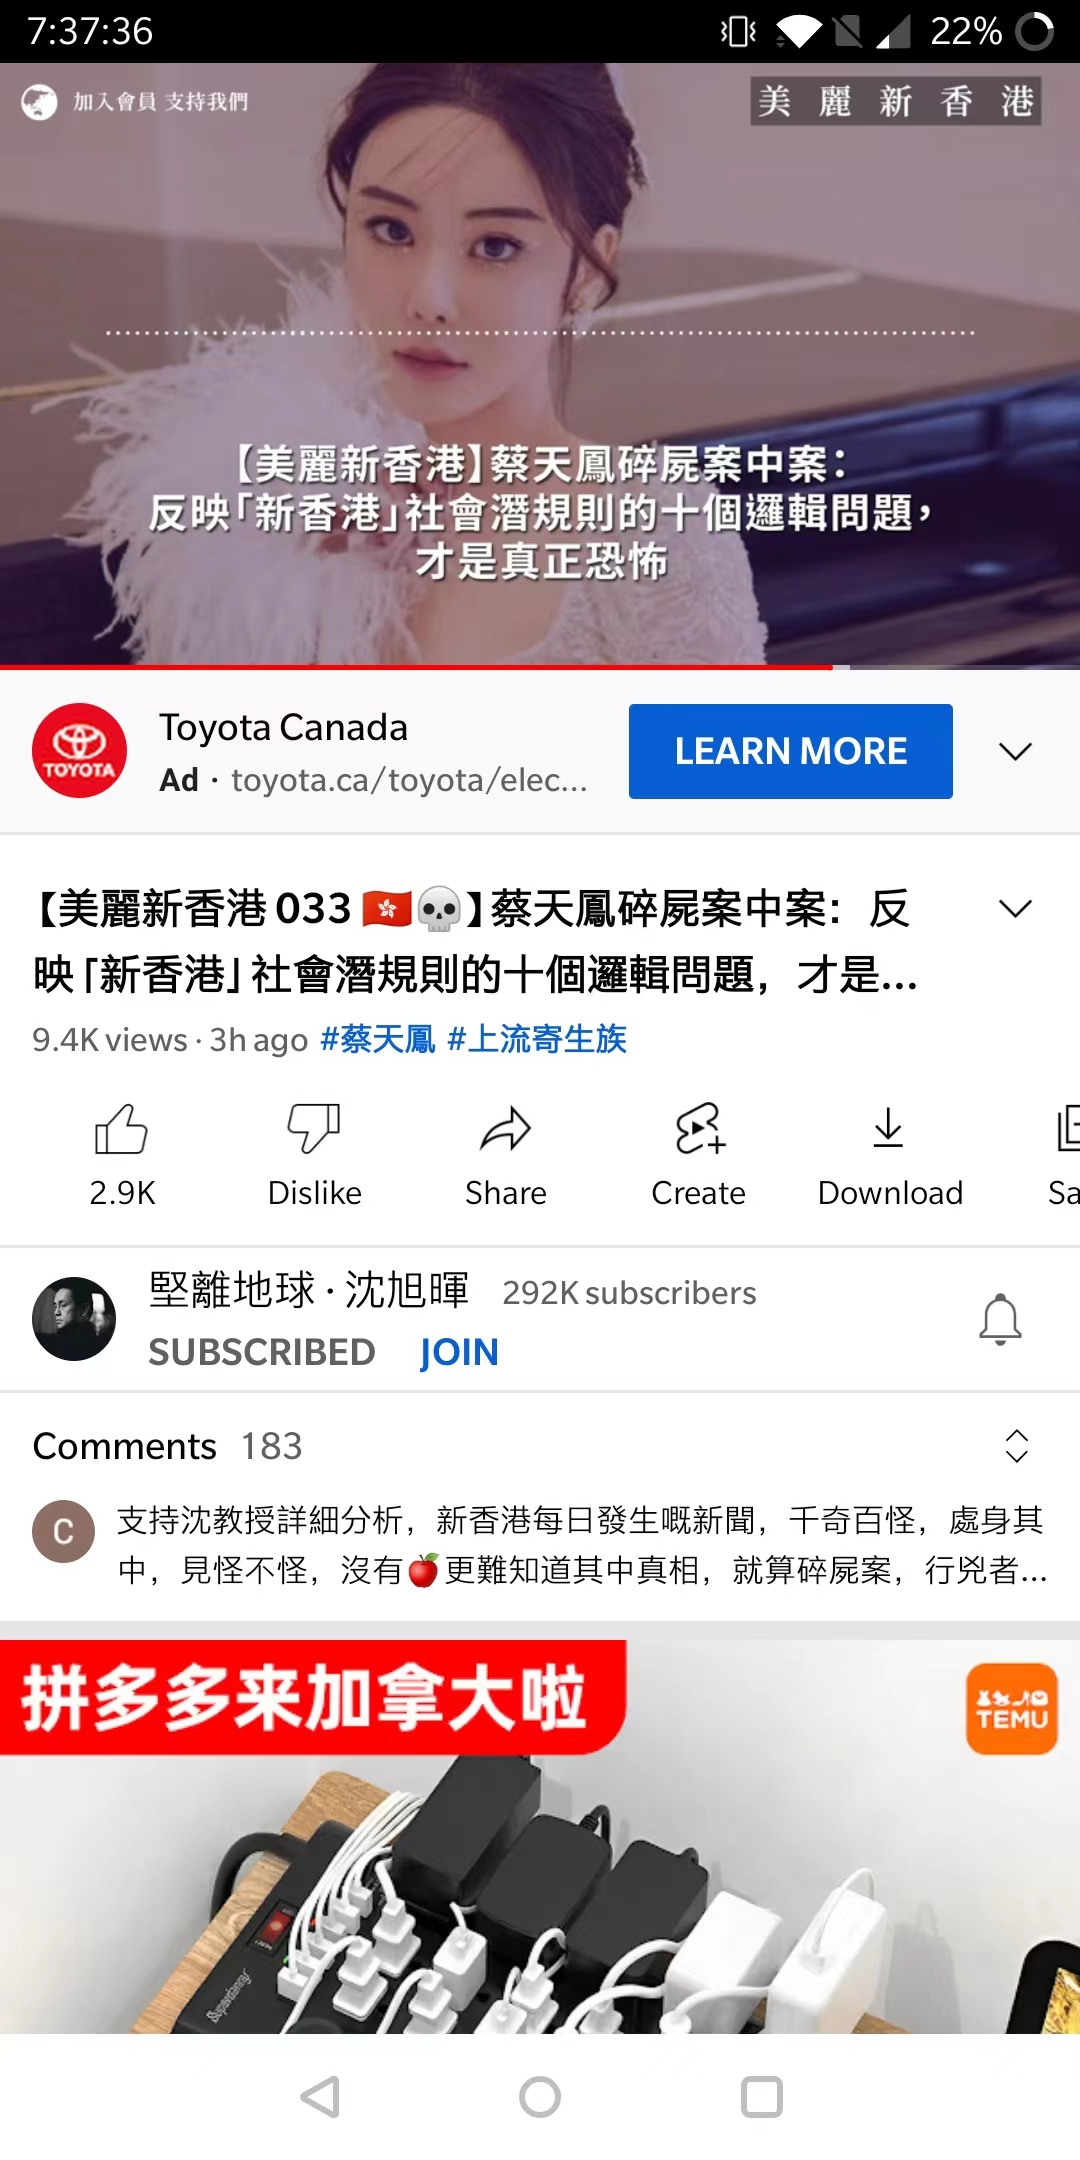 7:37:36
22%
加入會員 支持我們
美麗新香港
【美麗新香港】蔡天鳳碎屍案中案：
反映「新香港」社會潛規則的十個邏輯問題，
才是真正恐怖
Toyota Canada
TOYOTA
Ad · toyota.ca/toyota/elec...
LEARN MORE
【美麗新香港 033 🇭🇰💀】蔡天鳳碎屍案中案：反
映「新香港」社會潛規則的十個邏輯問題，才是...
9.4K views · 3h ago #蔡天鳳 #上流寄生族
2.9K
Dislike
Share
Create
Download
Sa
堅離地球 · 沈旭暉 292K subscribers
SUBSCRIBED JOIN
Comments 183
C
支持沈教授詳細分析，新香港每日發生嘅新聞，千奇百怪，處身其
中，見怪不怪，沒有🍎更難知道其中真相，就算碎屍案，行兇者...
拼多多来加拿大啦
TEMU